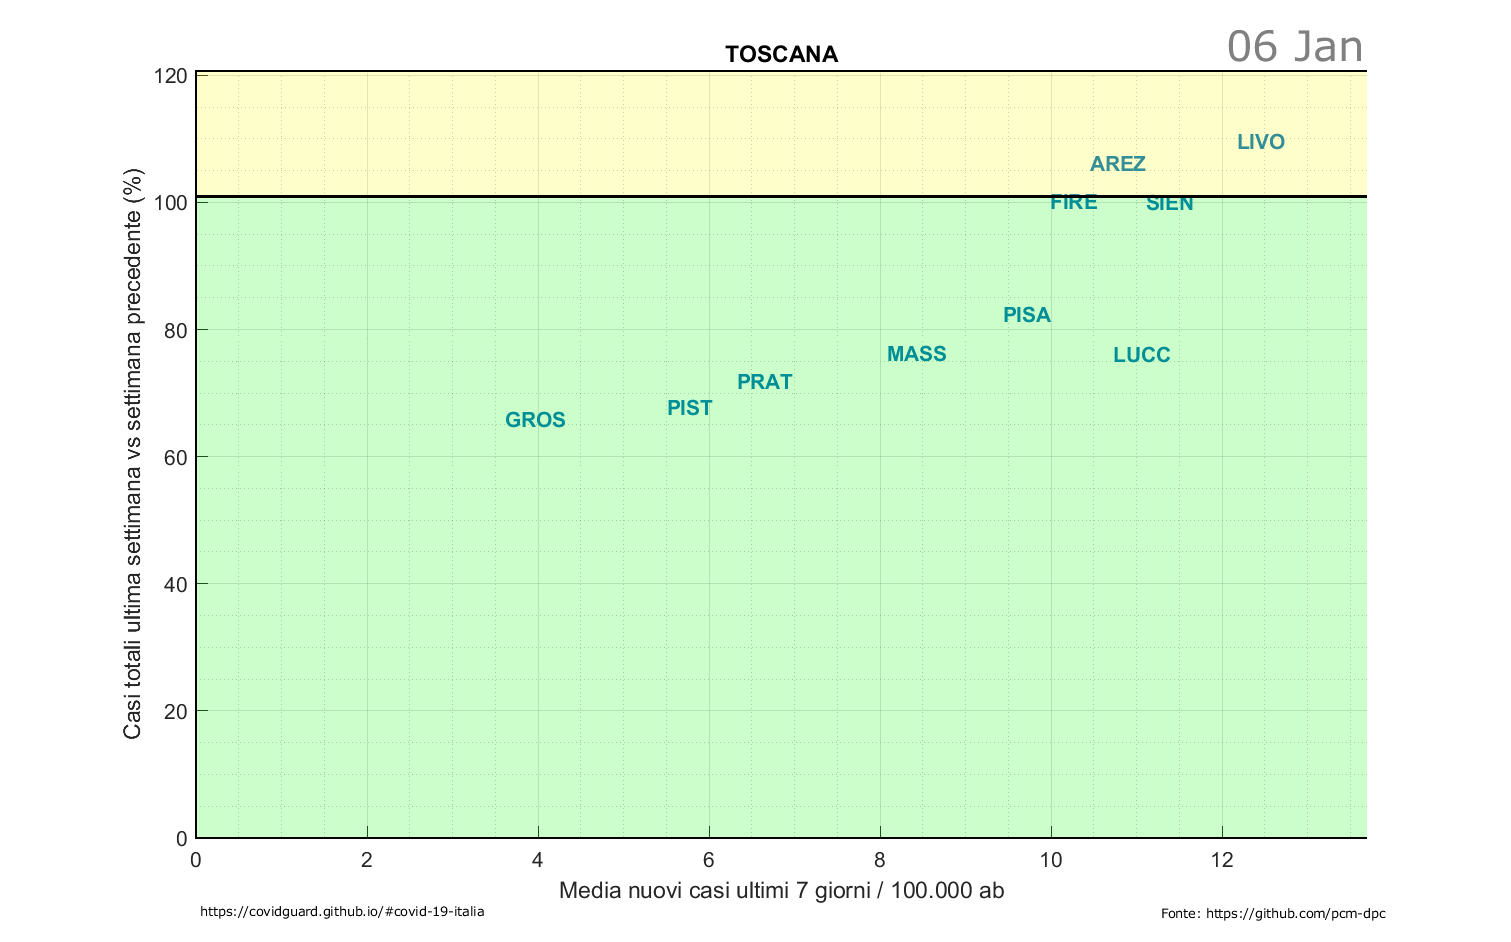 TOSCANA
06 Jan
120
100
80
60
40
20
0
Casi totali ultima settimana vs settimana precedente (%)
LIVO
AREZ
FIRE
SIEN
PISA
MASS
LUCC
PRAT
PIST
GROS
0 2 4 6 8 10 12
Media nuovi casi ultimi 7 giorni / 100.000 ab
https://covidguard.github.io/#covid-19-italia
Fonte: https://github.com/pcm-dpc